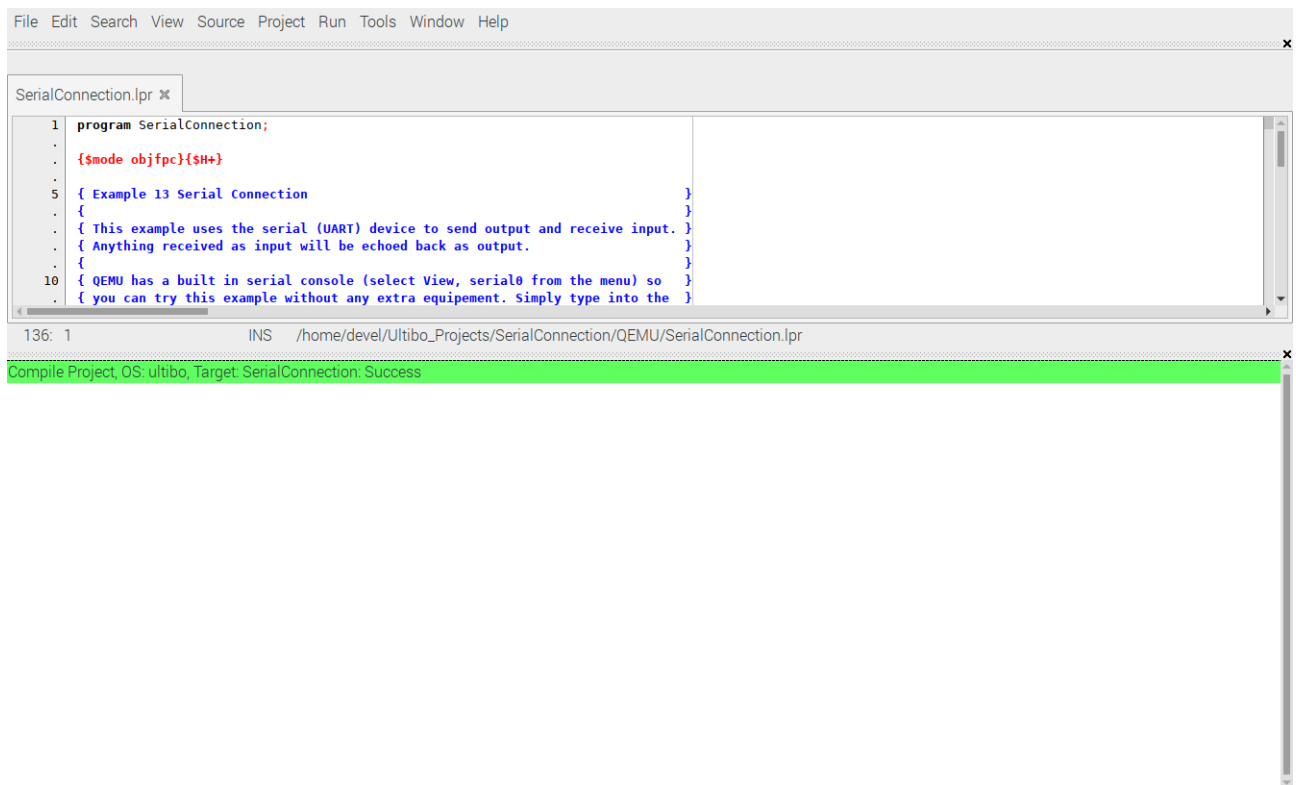 File Edit Search View Source Project Run Tools Window Help
SerialConnection.lpr
1 program SerialConnection;
.
. {$mode objfpc}{$H+}
.
5 { Example 13 Serial Connection }
. { }
. { This example uses the serial (UART) device to send output and receive input. }
. { Anything received as input will be echoed back as output. }
. { }
10 { QEMU has a built in serial console (select View, serial0 from the menu) so }
. { you can try this example without any extra equipement. Simply type into the }
136: 1 INS /home/devel/Ultibo_Projects/SerialConnection/QEMU/SerialConnection.lpr
Compile Project, OS: ultibo, Target: SerialConnection: Success